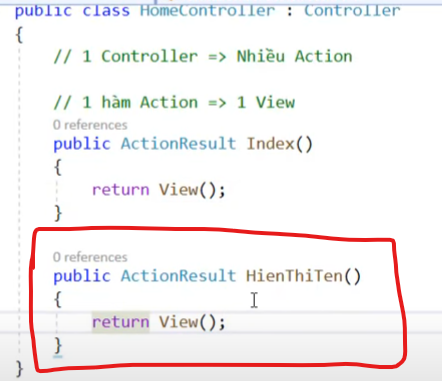 public class HomeController : Controller
{
// 1 Controller => Nhiều Action
// 1 hàm Action => 1 View
0 references
public ActionResult Index()
{
return View();
}
0 references
public ActionResult HienThiTen()
{
return View();
}
}